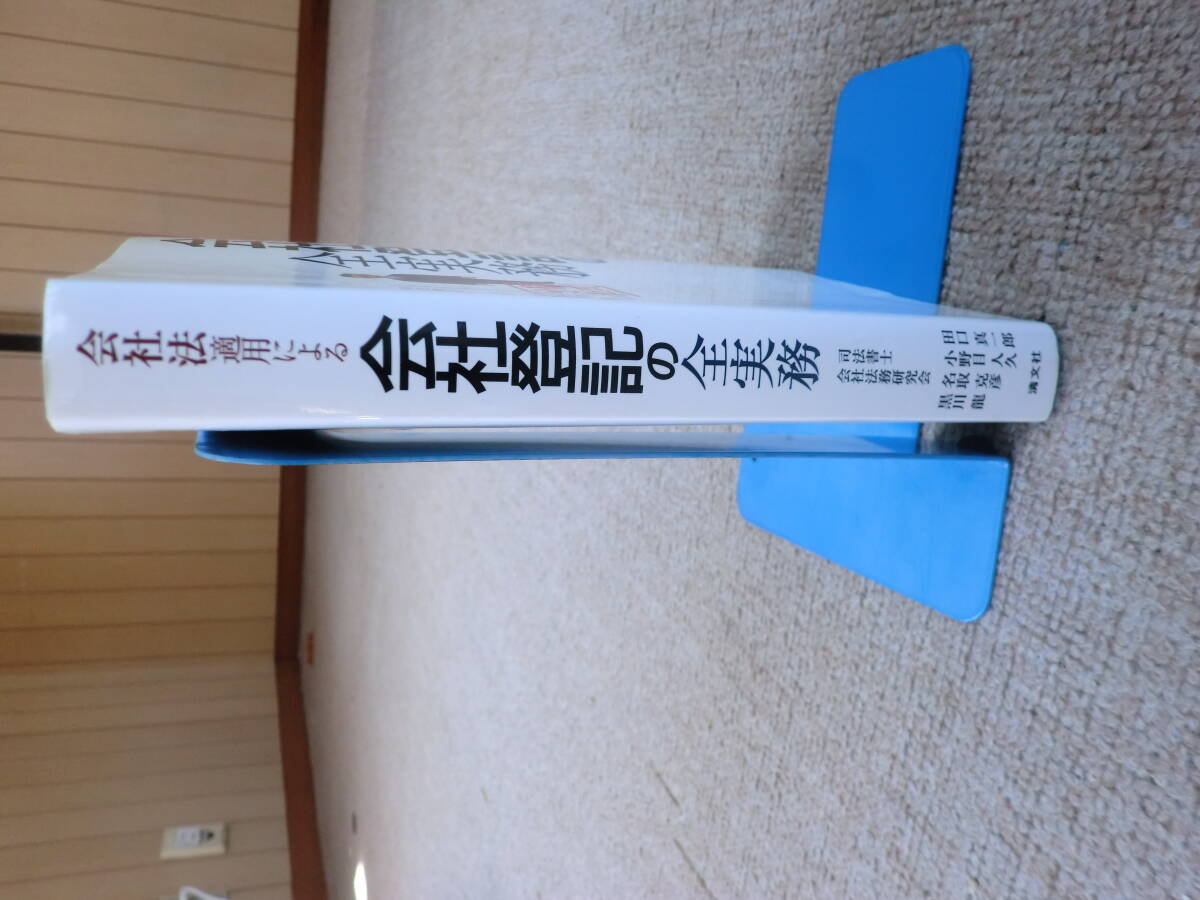 会社法適用による
会社登記の全実務
司法書士
会社法務研究会
田口真一郎
小野日人久
名取克彦
黒川龍
清文社